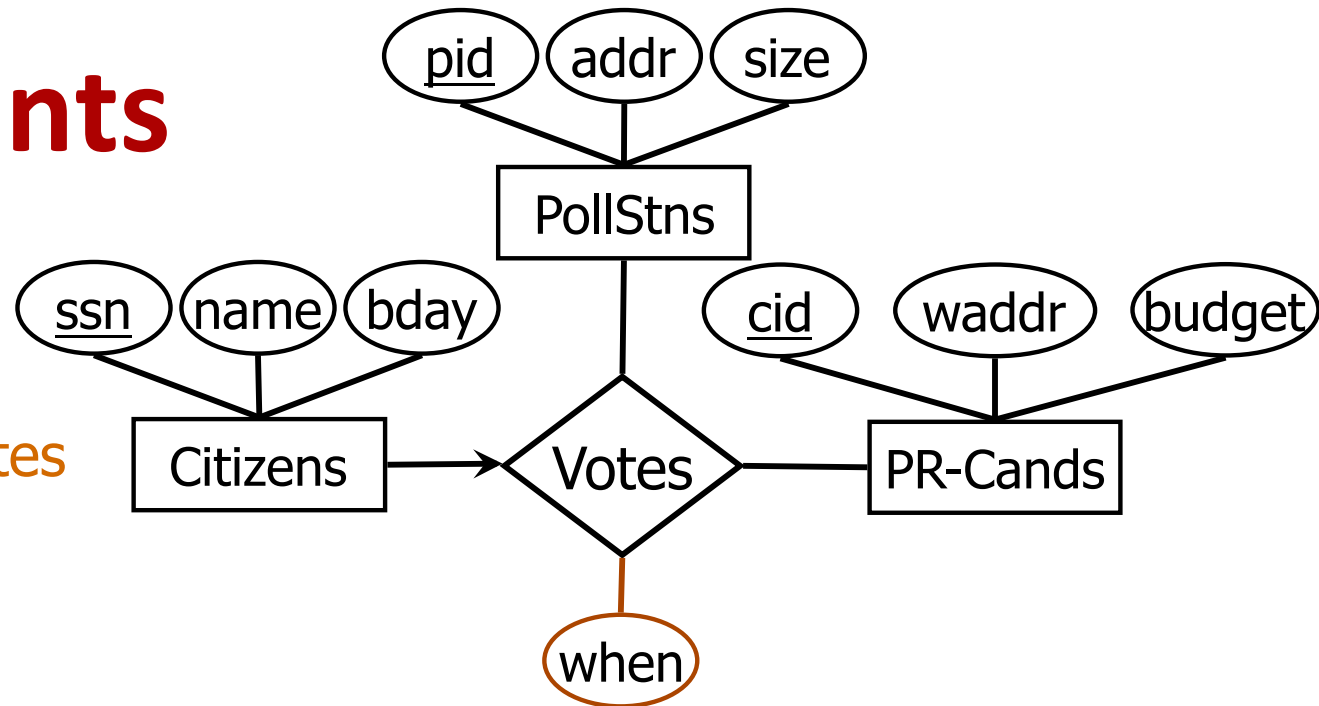 nts
pid
addr
size
PollStns
ssn
name
bday
cid
waddr
budget
tes
Citizens
Votes
PR-Cands
when